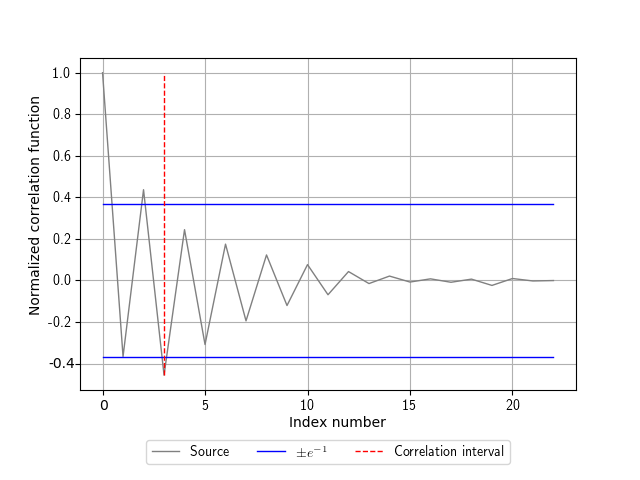 Normalized correlation function
1.0
0.8
0.6
0.4
0.2
0.0
-0.2
-0.4
0 5 10 15 20
Index number
Source ±e⁻¹ Correlation interval